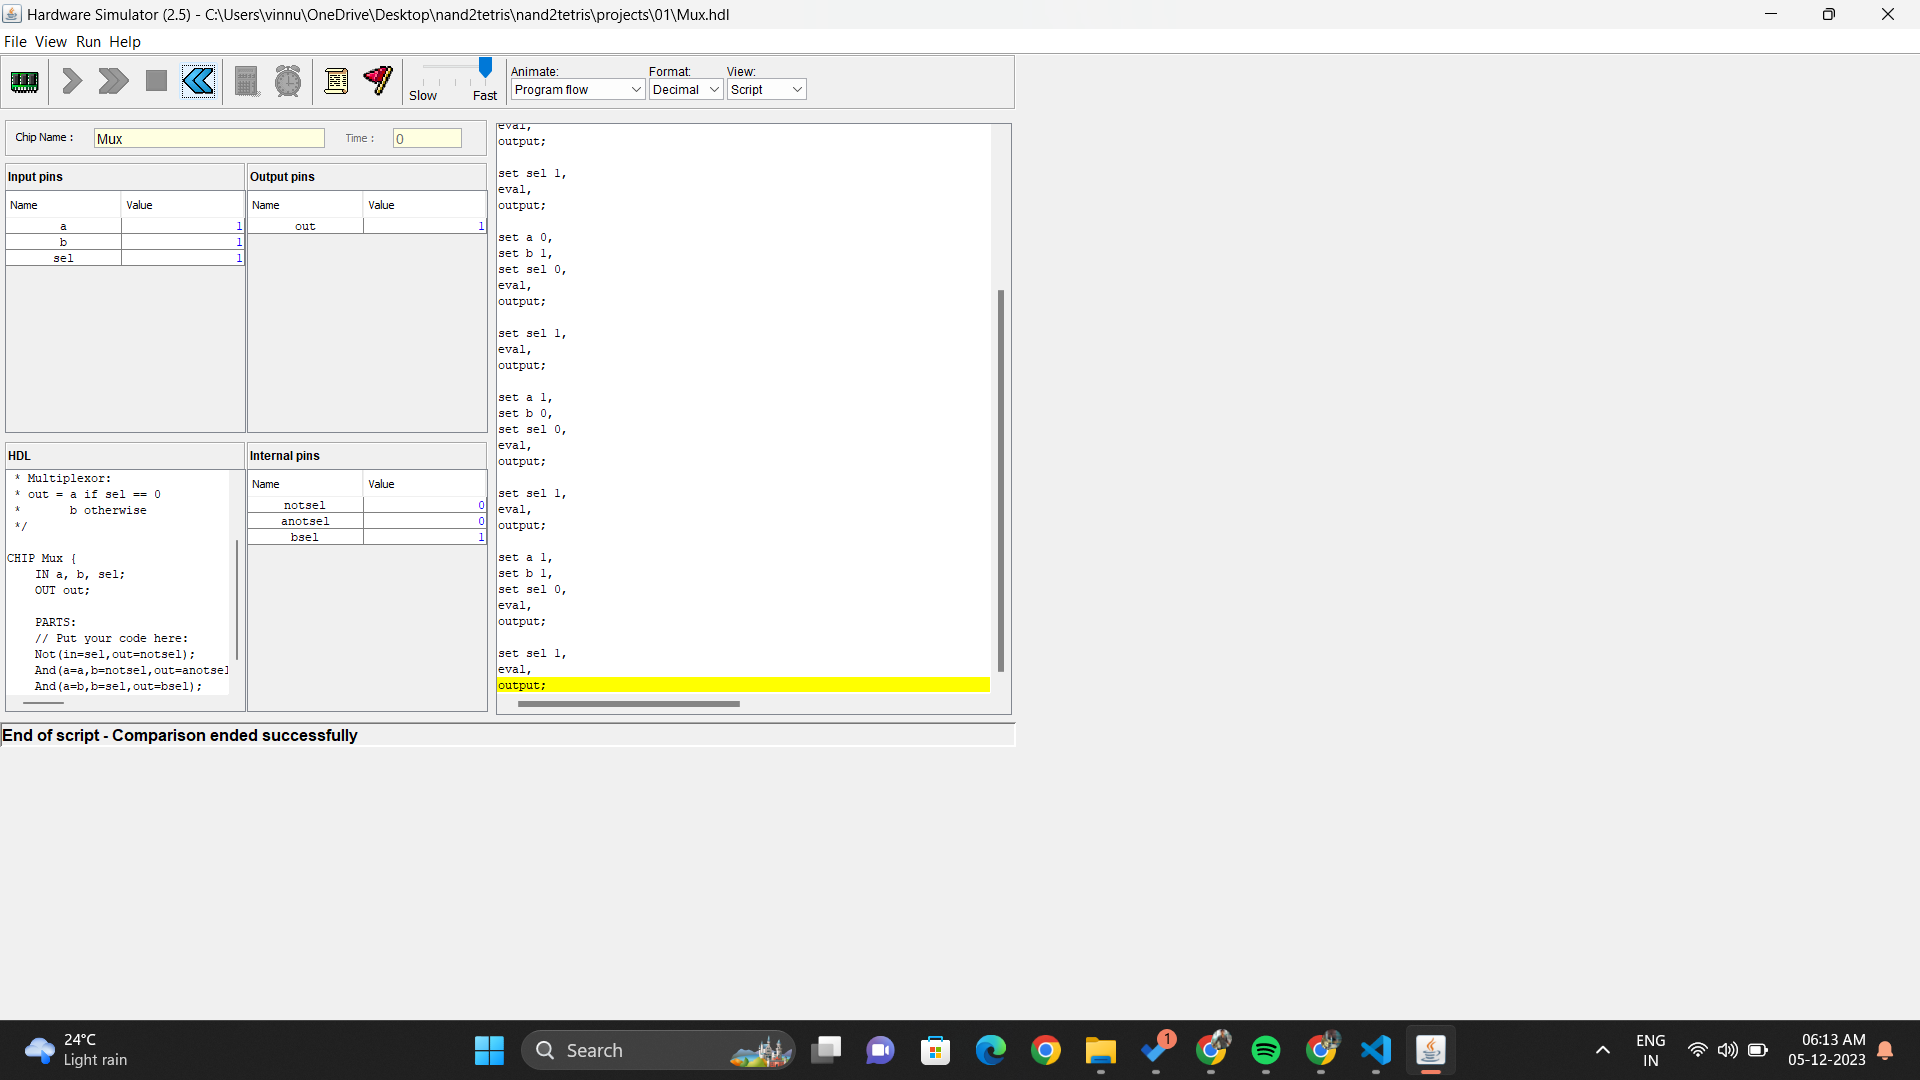 Hardware Simulator (2.5) - C:\Users\vinnu\OneDrive\Desktop\nand2tetris\nand2tetris\projects\01\Mux.hdl
File View Run Help
Slow Fast
Animate: Format: View:
Program flow Decimal Script
Chip Name : Mux Time : 0
Input pins
Name Value
a 1
b 1
sel 1
Output pins
Name Value
out 1
HDL
* Multiplexor:
* out = a if sel == 0
* b otherwise
*/
CHIP Mux {
IN a, b, sel;
OUT out;
PARTS:
// Put your code here:
Not(in=sel,out=notsel);
And(a=a,b=notsel,out=anotsel
And(a=b,b=sel,out=bsel);
Internal pins
Name Value
notsel 0
anotsel 0
bsel 1
eval,
output;
set sel 1,
eval,
output;
set a 0,
set b 1,
set sel 0,
eval,
output;
set sel 1,
eval,
output;
set a 1,
set b 0,
set sel 0,
eval,
output;
set sel 1,
eval,
output;
set a 1,
set b 1,
set sel 0,
eval,
output;
set sel 1,
eval,
output;
End of script - Comparison ended successfully
24°C
Light rain
Search
1
ENG
IN
06:13 AM
05-12-2023